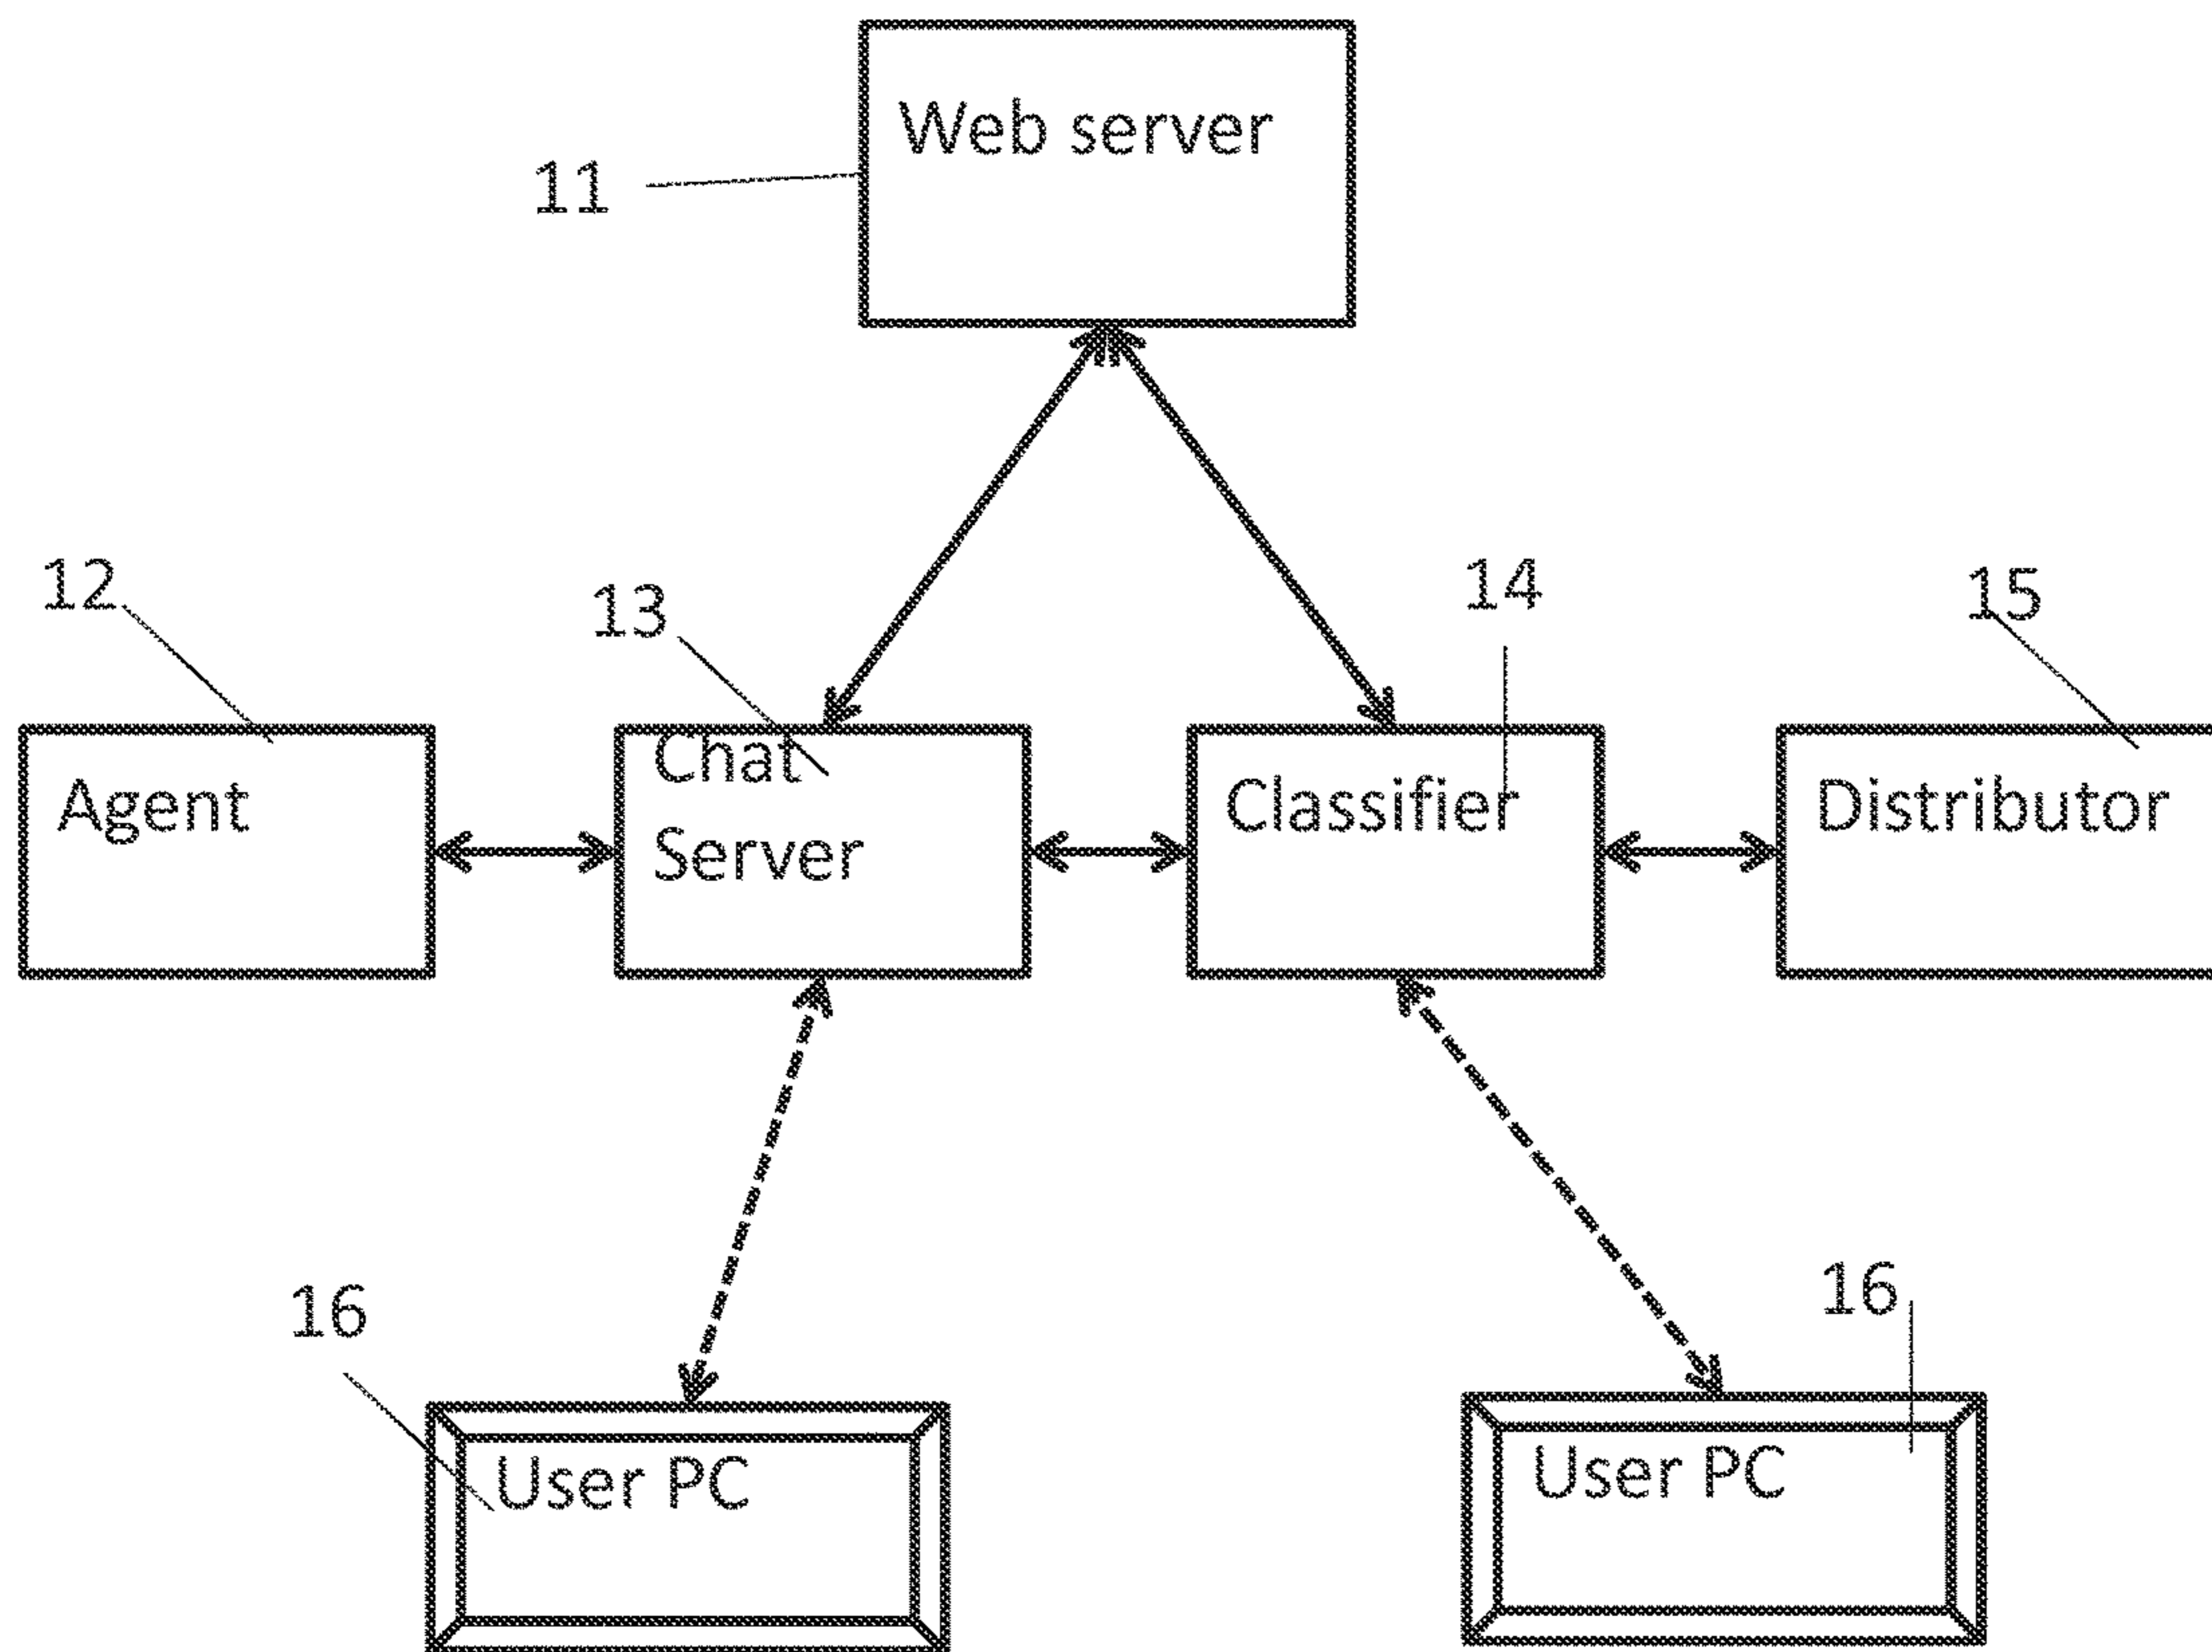 Web server
11
12
13
14
15
Agent
Chat
Server
Classifier
Distributor
16
16
User PC
User PC